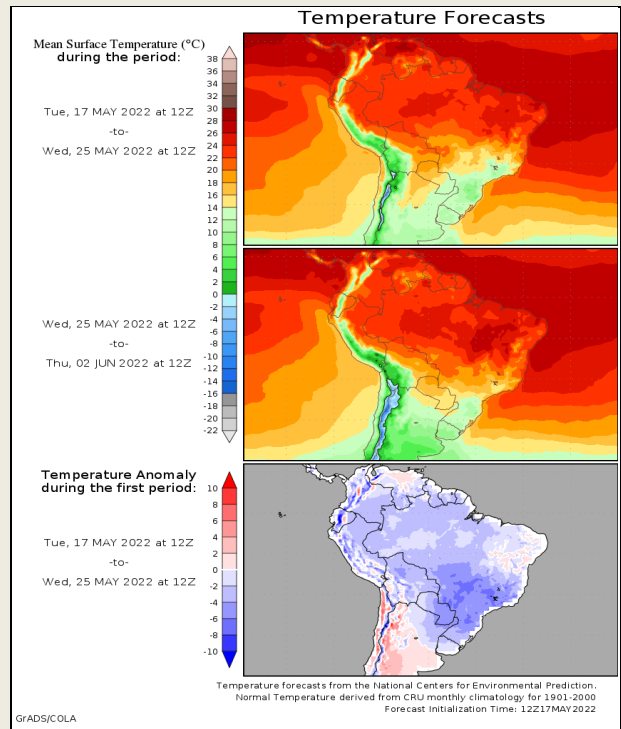 Temperature Forecasts
Mean Surface Temperature (°C)
during the period:
Tue, 17 MAY 2022 at 12Z
-to-
Wed, 25 MAY 2022 at 12Z
38
36
34
32
30
28
26
24
22
20
18
16
14
12
10
8
6
4
2
0
-2
-4
-6
-8
-10
-12
-14
-16
-18
-20
-22
Wed, 25 MAY 2022 at 12Z
-to-
Thu, 02 JUN 2022 at 12Z
Temperature Anomaly
during the first period:
Tue, 17 MAY 2022 at 12Z
-to-
Wed, 25 MAY 2022 at 12Z
10
8
6
4
2
0
-2
-4
-6
-8
-10
Temperature forecasts from the National Centers for Environmental Prediction.
Normal Temperature derived from CRU monthly climatology for 1901-2000
Forecast Initialization Time: 12Z17MAY2022
GrADS/COLA